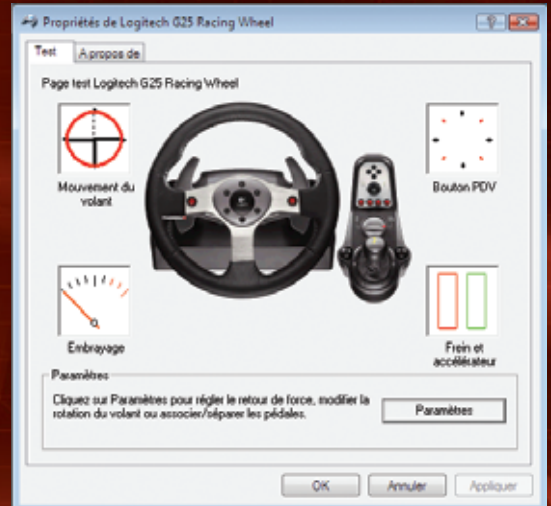 Propriétés de Logitech G25 Racing Wheel
Test
A propos de
Page test Logitech G25 Racing Wheel
Mouvement du
volant
Bouton PDV
Embrayage
Frein et
accélérateur
Paramètres
Cliquez sur Paramètres pour régler le retour de force, modifier la
rotation du volant ou associer/séparer les pédales.
Paramètres
OK
Annuler
Appliquer